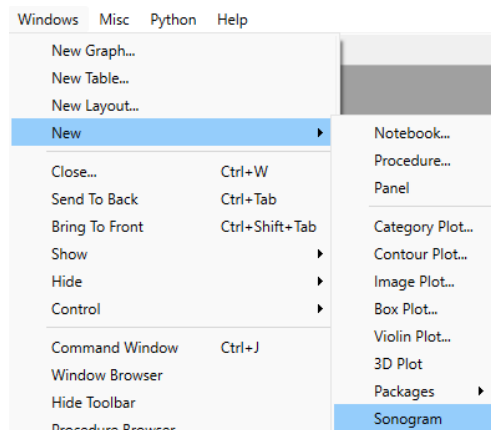 Windows Misc Python Help
New Graph...
New Table...
New Layout...
New
Close... Ctrl+W
Send To Back Ctrl+Tab
Bring To Front Ctrl+Shift+Tab
Show
Hide
Control
Command Window Ctrl+J
Window Browser
Hide Toolbar
Procedure Browser
Notebook...
Procedure...
Panel
Category Plot...
Contour Plot...
Image Plot...
Box Plot...
Violin Plot...
3D Plot
Packages
Sonogram